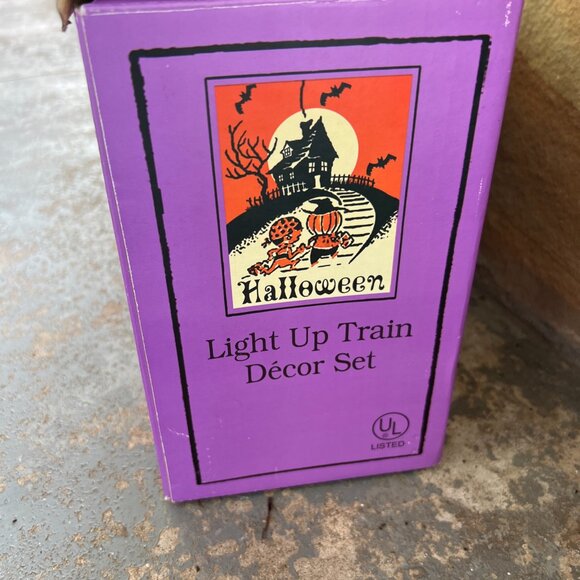 Halloween
Light Up Train
Décor Set
UL
®
LISTED